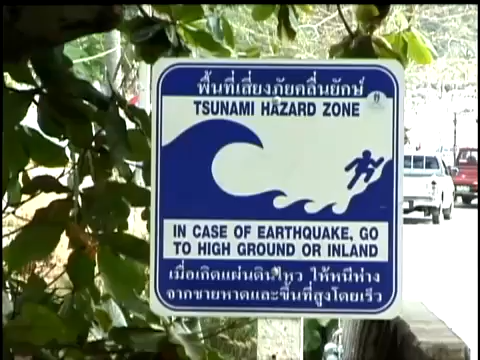 พื้นที่เสี่ยงภัยคลื่นยักษ์
TSUNAMI HAZARD ZONE
IN CASE OF EARTHQUAKE, GO
TO HIGH GROUND OR INLAND
เมื่อเกิดแผ่นดินไหว ให้หนีห่าง
จากชายหาดและขึ้นที่สูงโดยเร็ว